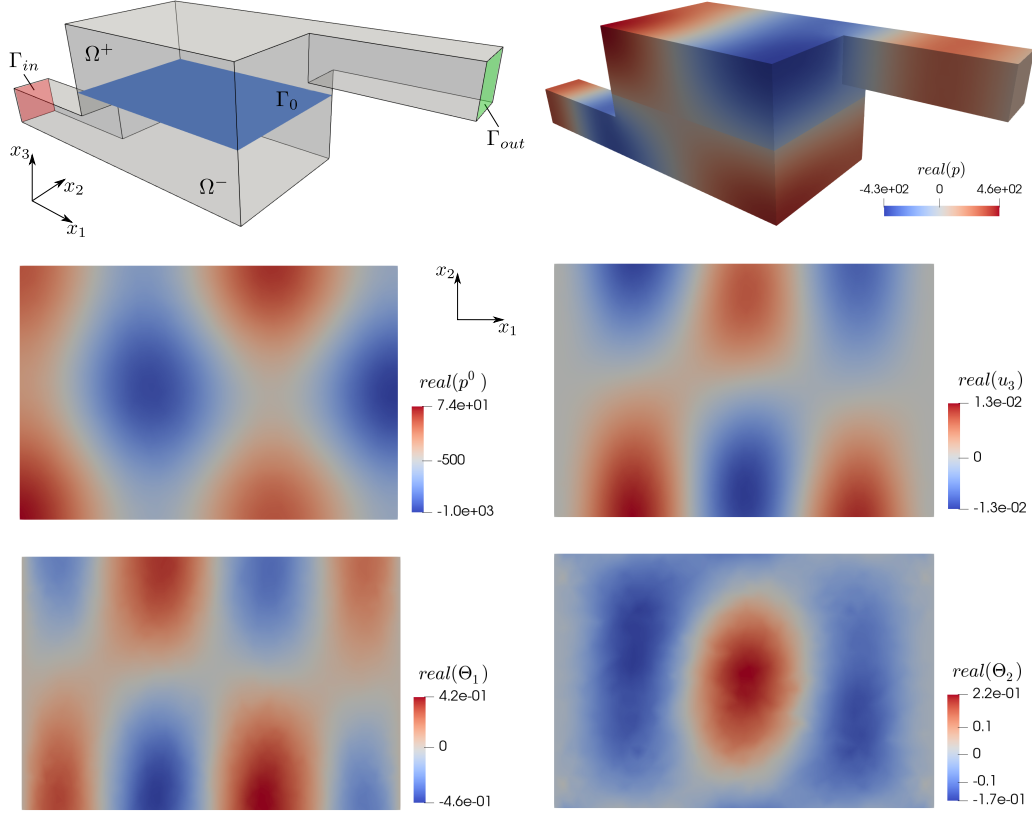 Ω⁺
Γ_in
Γ₀
Γ_out
x₃
x₂
Ω⁻
x₁
real(p)
-4.3e+02 0 4.6e+02
x₂
x₁
real(p⁰)
7.4e+01
-500
-1.0e+03
real(u₃)
1.3e-02
0
-1.3e-02
real(Θ₁)
4.2e-01
0
-4.6e-01
real(Θ₂)
2.2e-01
0.1
0
-0.1
-1.7e-01